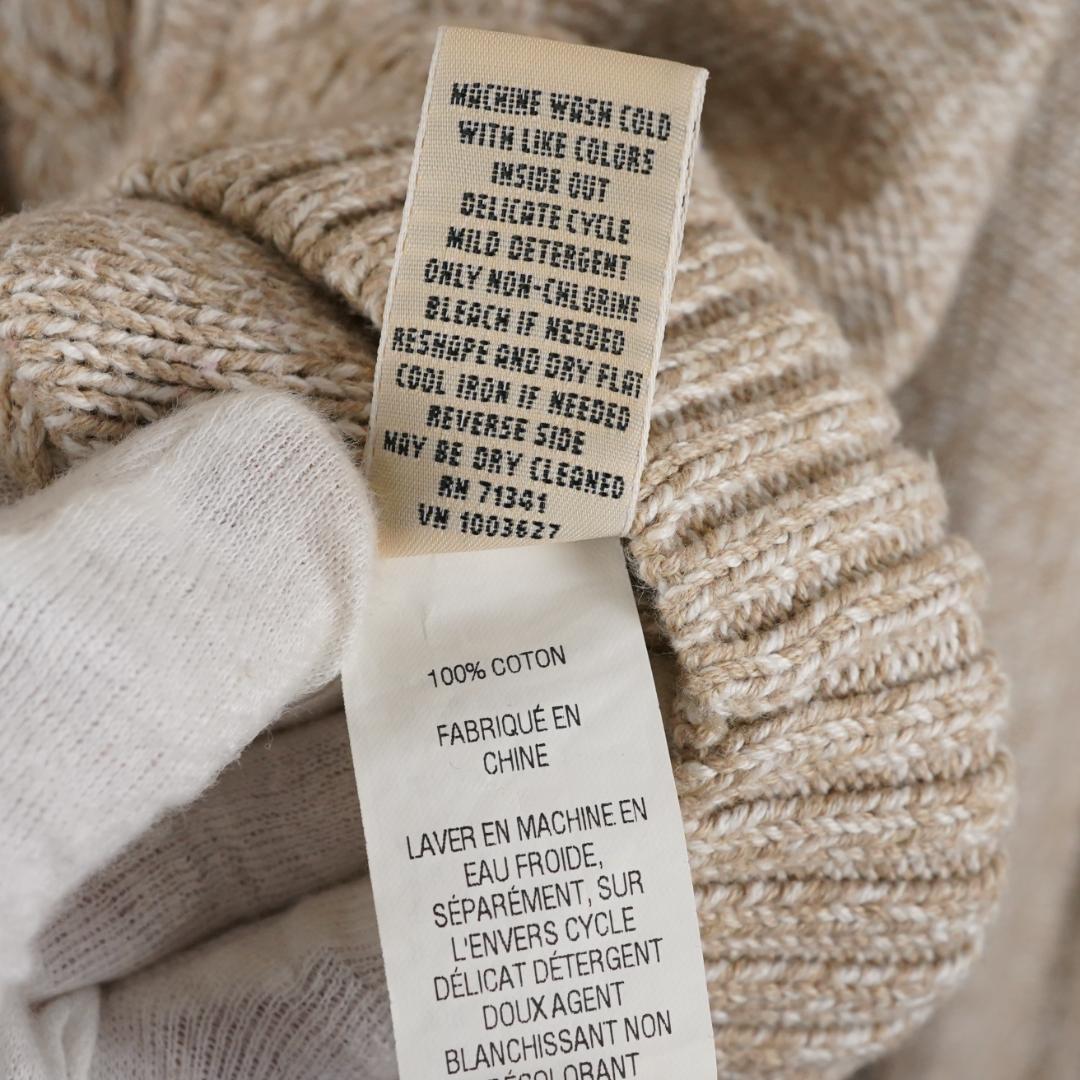 MACHINE WASH COLD
WITH LIKE COLORS
INSIDE OUT
DELICATE CYCLE
MILD DETERGENT
ONLY NON-CHLORINE
BLEACH IF NEEDED
RESHAPE AND DRY FLAT
COOL IRON IF NEEDED
REVERSE SIDE
MAY BE DRY CLEANED
RN 71341
VN 1003627
100% COTON
FABRIQUÉ EN
CHINE
LAVER EN MACHINE EN
EAU FROIDE,
SÉPARÉMENT, SUR
L'ENVERS CYCLE
DÉLICAT DÉTERGENT
DOUX AGENT
BLANCHISSANT NON